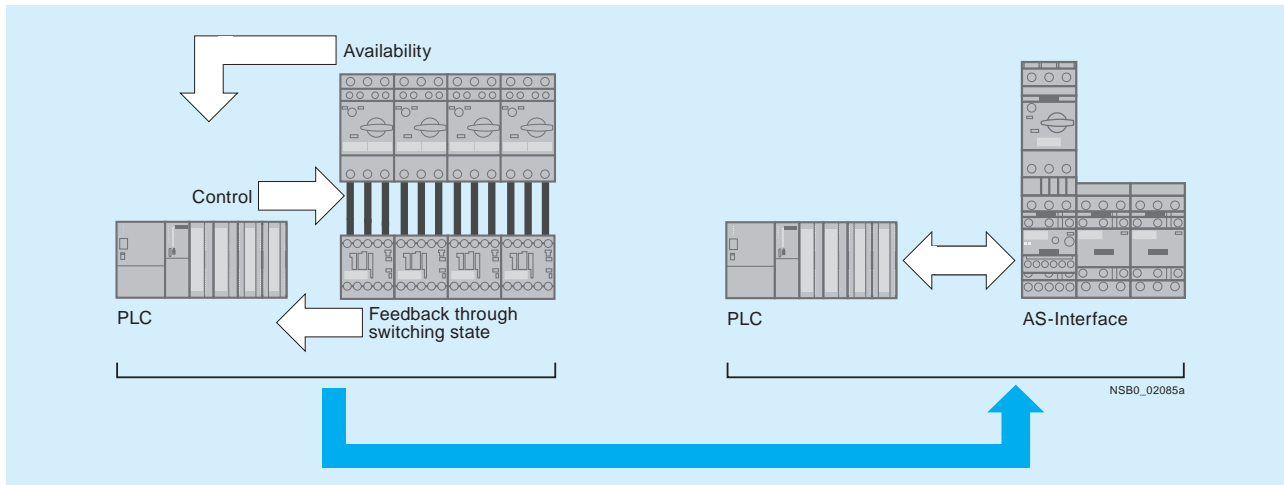 Availability
Control
PLC
Feedback through
switching state
PLC
AS-Interface
NSB0_02085a